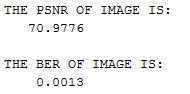 THE PSNR OF IMAGE IS:
70.9776
THE BER OF IMAGE IS:
0.0013